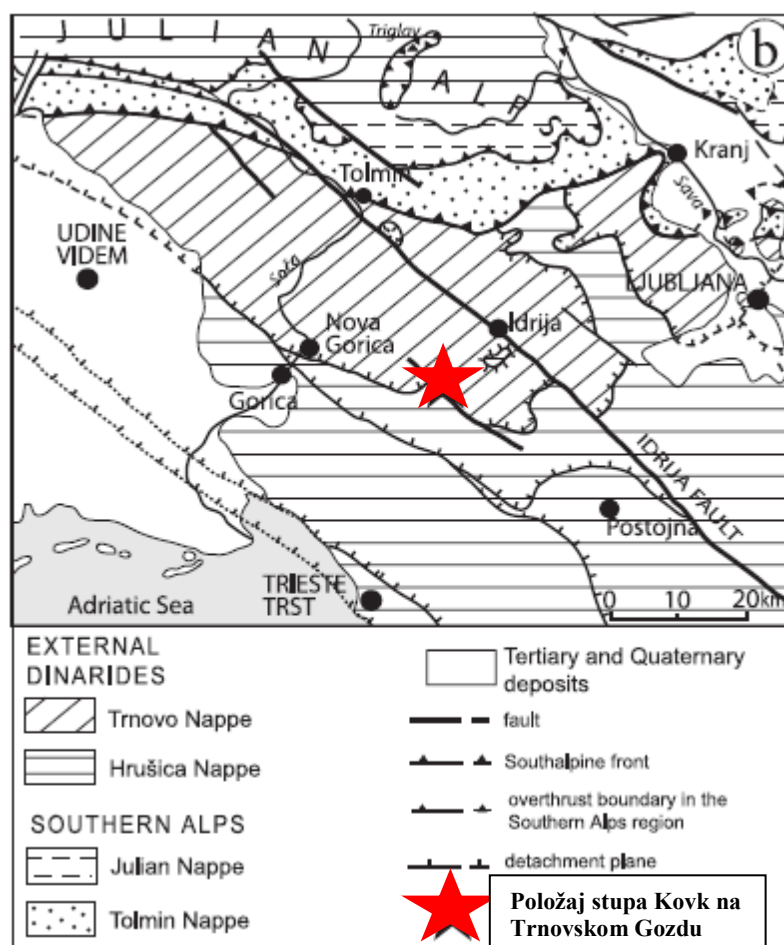 JULIAN ALP
Triglav
b
Kranj
Tolmin
Sava
UDINE
VIDEM
LJUBLJANA
Soča
Nova
Gorica
Idrija
Gorica
IDRIJA FAULT
Postojna
TRIESTE
TRST
Adriatic Sea
0 10 20km
EXTERNAL
DINARIDES
Trnovo Nappe
Hrušica Nappe
SOUTHERN ALPS
Julian Nappe
Tolmin Nappe
Tertiary and Quaternary
deposits
fault
Southalpine front
overthrust boundary in the
Southern Alps region
detachment plane
Položaj stupa Kovk na
Trnovskom Gozdu